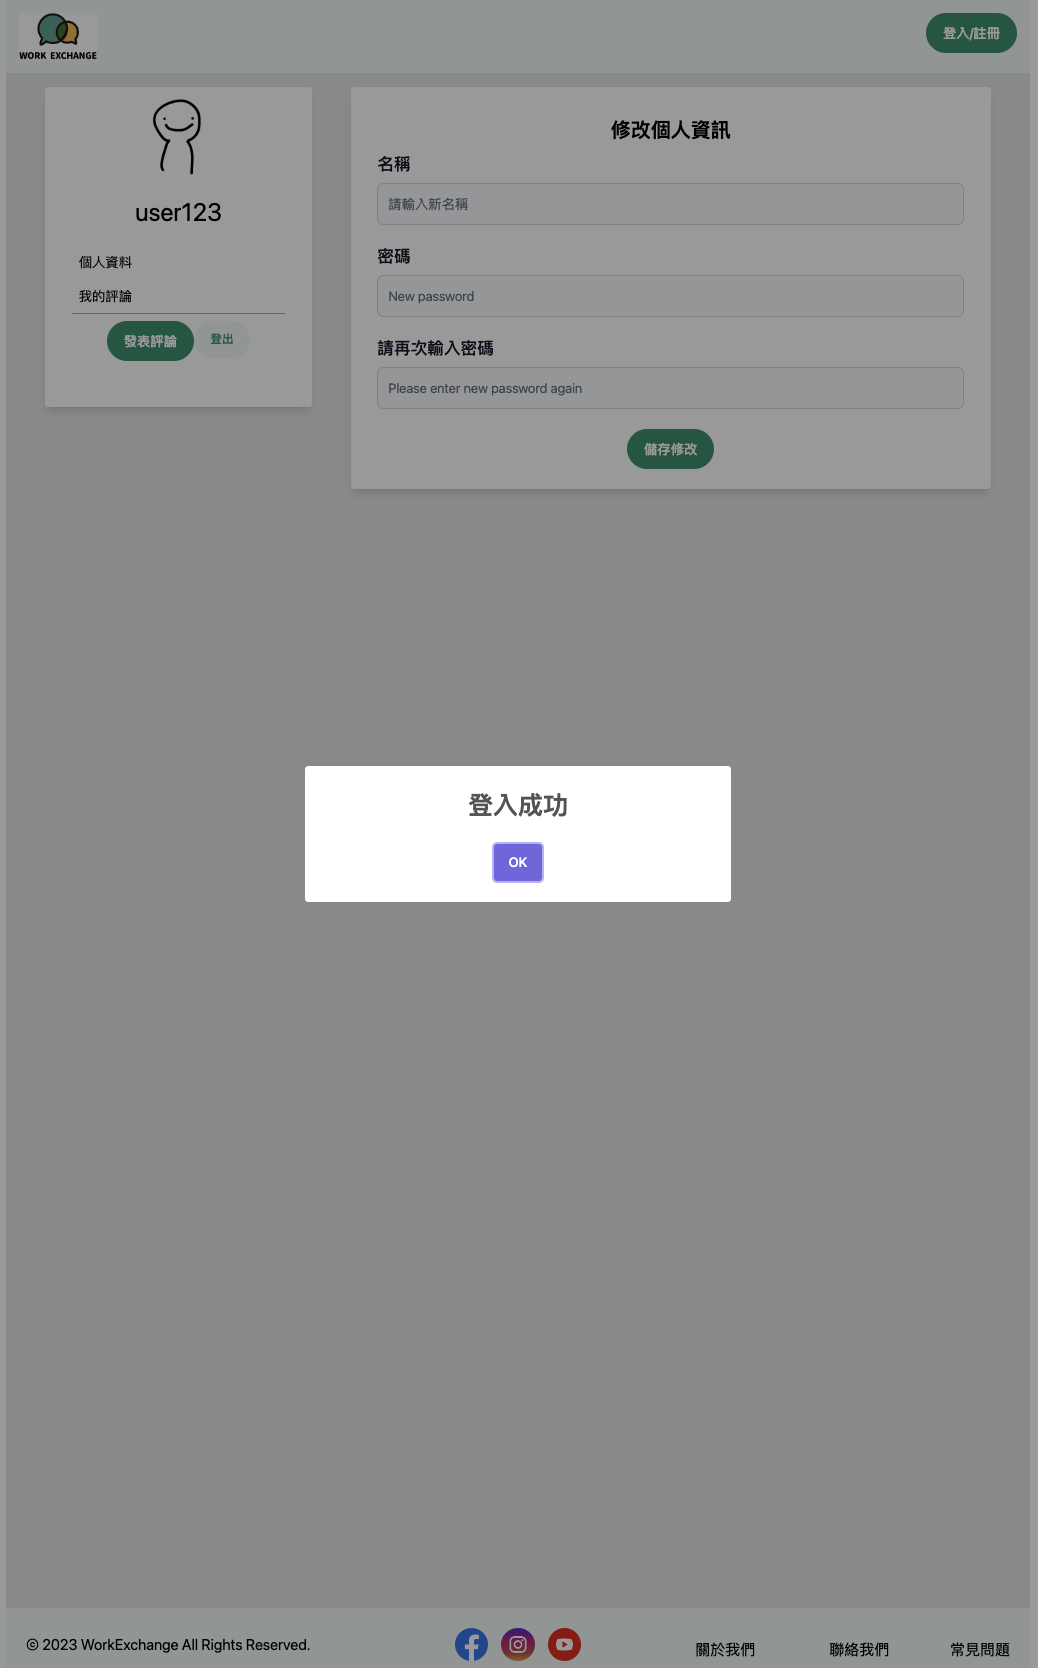 WORK EXCHANGE
登入/註冊
user123
個人資料
我的評論
發表評論
登出
修改個人資訊
名稱
請輸入新名稱
密碼
New password
請再次輸入密碼
Please enter new password again
儲存修改
登入成功
OK
© 2023 WorkExchange All Rights Reserved.
關於我們
聯絡我們
常見問題